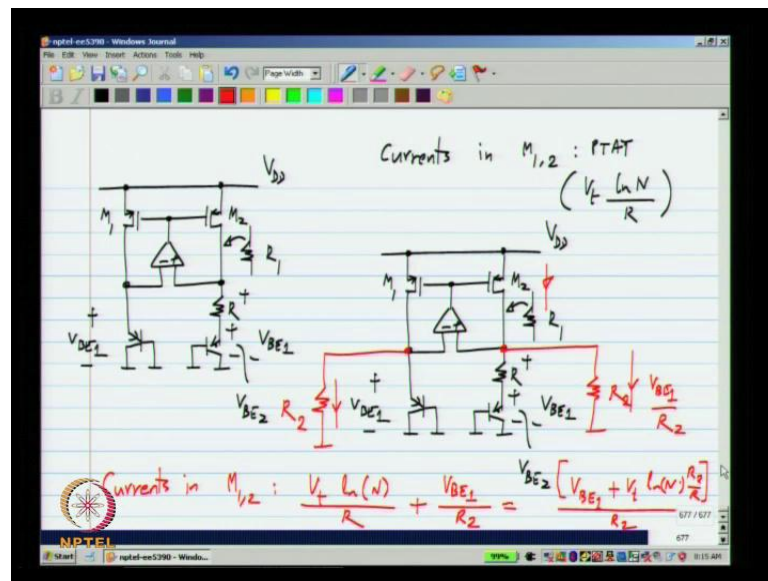 nptel-ee5390 - Windows Journal
File Edit View Insert Actions Tools Help
Page Width
B I
Currents in M1,2 : PTAT
(Vt ln N / R)
VDD
M1 M2
R1
R
VBE1
VBE1
VBE2
VDD
M1 M2
R1
R2 R VBE1/R2
R2
VBE1
VBE1
VBE2
Currents in M1,2 : Vt ln(N) / R + VBE1 / R2 = [VBE1 + Vt ln(N) R2/R] / R2
677 / 677
677
NPTEL
Start nptel-ee5390 - Windo... 99% 8:15 AM